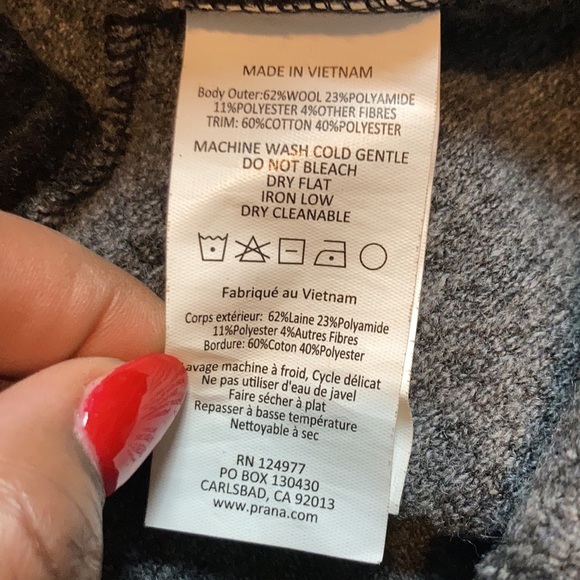 MADE IN VIETNAM
Body Outer:62%WOOL 23%POLYAMIDE
11%POLYESTER 4%OTHER FIBRES
TRIM: 60%COTTON 40%POLYESTER
MACHINE WASH COLD GENTLE
DO NOT BLEACH
DRY FLAT
IRON LOW
DRY CLEANABLE
Fabriqué au Vietnam
Corps extérieur: 62%Laine 23%Polyamide
11%Polyester 4%Autres Fibres
Bordure: 60%Coton 40%Polyester
avage machine à froid, Cycle délicat
Ne pas utiliser d'eau de javel
Faire sécher à plat
Repasser à basse température
Nettoyable à sec
RN 124977
PO BOX 130430
CARLSBAD, CA 92013
www.prana.com